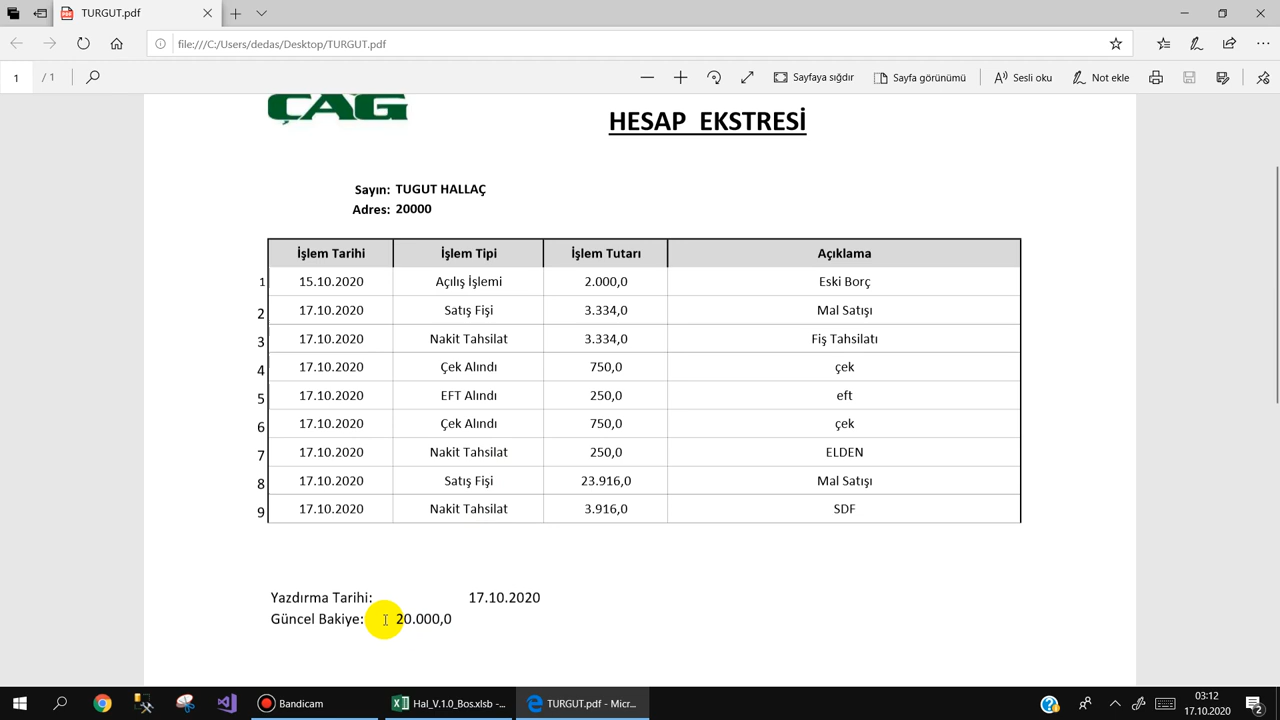 TURGUT.pdf
file:///C:/Users/dedas/Desktop/TURGUT.pdf
1 / 1 Sayfaya sığdır Sayfa görünümü Sesli oku Not ekle
ÇAG HESAP EKSTRESİ
Sayın: TUGUT HALLAÇ
Adres: 20000
İşlem Tarihi İşlem Tipi İşlem Tutarı Açıklama
1 15.10.2020 Açılış İşlemi 2.000,0 Eski Borç
2 17.10.2020 Satış Fişi 3.334,0 Mal Satışı
3 17.10.2020 Nakit Tahsilat 3.334,0 Fiş Tahsilatı
4 17.10.2020 Çek Alındı 750,0 çek
5 17.10.2020 EFT Alındı 250,0 eft
6 17.10.2020 Çek Alındı 750,0 çek
7 17.10.2020 Nakit Tahsilat 250,0 ELDEN
8 17.10.2020 Satış Fişi 23.916,0 Mal Satışı
9 17.10.2020 Nakit Tahsilat 3.916,0 SDF
Yazdırma Tarihi: 17.10.2020
Güncel Bakiye: 20.000,0
Bandicam Hal_V.1.0_Bos.xlsb -... TURGUT.pdf - Micr... 03:12
17.10.2020 2